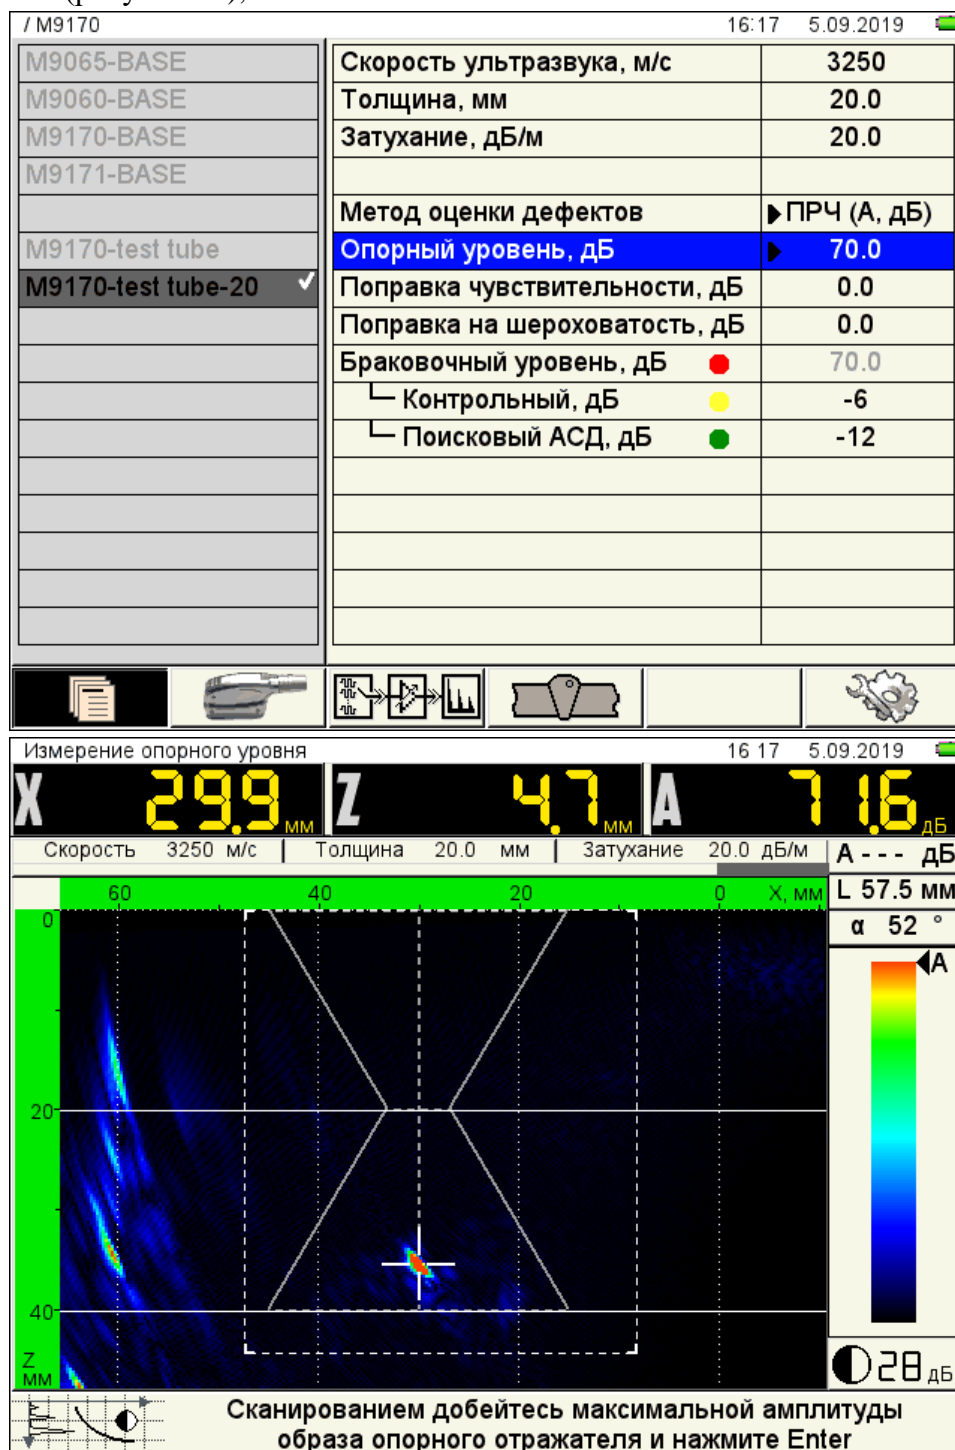 / M9170 16:17 5.09.2019
M9065-BASE Скорость ультразвука, м/с 3250
M9060-BASE Толщина, мм 20.0
M9170-BASE Затухание, дБ/м 20.0
M9171-BASE
Метод оценки дефектов ПРЧ (А, дБ)
M9170-test tube Опорный уровень, дБ 70.0
M9170-test tube-20 Поправка чувствительности, дБ 0.0
Поправка на шероховатость, дБ 0.0
Браковочный уровень, дБ 70.0
Контрольный, дБ -6
Поисковый АСД, дБ -12
Измерение опорного уровня 16 17 5.09.2019
X 29.9 мм Z 4.7 мм A 71.6 дБ
Скорость 3250 м/с Толщина 20.0 мм Затухание 20.0 дБ/м A - - - дБ
60 40 20 0 X, мм L 57.5 мм
0 α 52 °
A
20
40
Z
мм
28 дБ
Сканированием добейтесь максимальной амплитуды
образа опорного отражателя и нажмите Enter